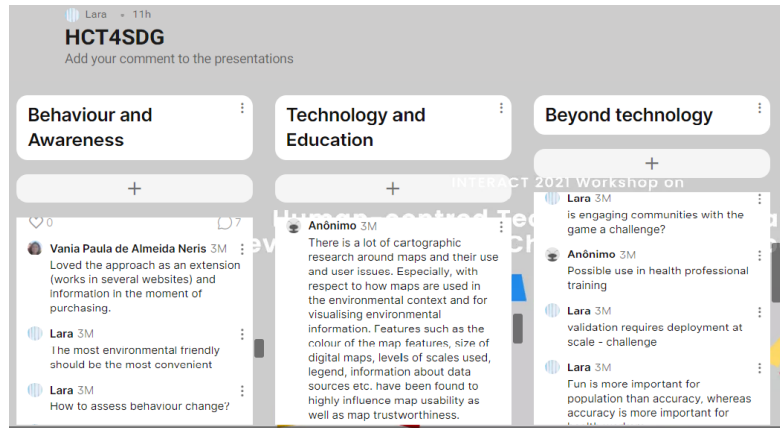 Lara • 11h
HCT4SDG
Add your comment to the presentations
Behaviour and
Awareness
+
0 7
Vania Paula de Almeida Neris 3M
Loved the approach as an extension
(works in several websites) and
information in the moment of
purchasing.
Lara 3M
The most environmental friendly
should be the most convenient
Lara 3M
How to assess behaviour change?
Technology and
Education
+
Anônimo 3M
There is a lot of cartographic
research around maps and their use
and user issues. Especially, with
respect to how maps are used in
the environmental context and for
visualising environmental
information. Features such as the
colour of the map features, size of
digital maps, levels of scales used,
legend, information about data
sources etc. have been found to
highly influence map usability as
well as map trustworthiness.
Beyond technology
+
INTERACT 2021 Workshop on
Lara 3M
is engaging communities with the
game a challenge?
Anônimo 3M
Possible use in health professional
training
Lara 3M
validation requires deployment at
scale - challenge
Lara 3M
Fun is more important for
population than accuracy, whereas
accuracy is more important for